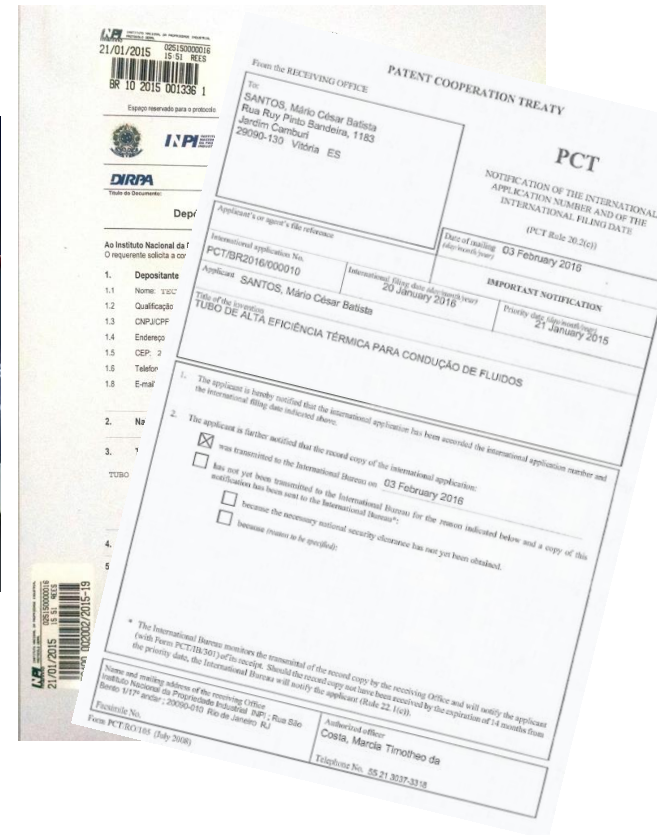 INPI INSTITUTO NACIONAL DA PROPRIEDADE INDUSTRIAL
21/01/2015 025150000016
15:51 REES
BR 10 2015 001336 1
Espaço reservado para o protocolo
INPI
DIRPA
Título do Documento:
Ao Instituto Nacional da
O requerente solicita a
1. Depositante
1.1 Nome:
1.2 Qualificação
1.3 CNPJ/CPF
1.4 Endereço
1.5 CEP: 2
1.6
1.8
2.
3.
TUBO
4.
5
21/01/2015 025150000016
15:51 REES
PATENT COOPERATION TREATY
From the RECEIVING OFFICE
To:
SANTOS, Mário César Batista
Rua Ruy Pinto Bandeira, 1183
Jardim Camburi
29090-130 Vitória ES
PCT
NOTIFICATION OF THE INTERNATIONAL
APPLICATION NUMBER AND OF THE
INTERNATIONAL FILING DATE
(PCT Rule 20.2(c))
Date of mailing
(day/month/year) 03 February 2016
Applicant's or agent's file reference
IMPORTANT NOTIFICATION
International application No.
PCT/BR2016/000010
International filing date (day/month/year)
20 January 2016
Priority date (day/month/year)
21 January 2015
Applicant SANTOS, Mário César Batista
Title of the invention
TUBO DE ALTA EFICIÊNCIA TÉRMICA PARA CONDUÇÃO DE FLUIDOS
1. The applicant is hereby notified that the international application has been accorded the international application number and
the international filing date indicated above.
2. The applicant is further notified that the record copy of the international application:
was transmitted to the International Bureau on 03 February 2016
has not yet been transmitted to the International Bureau for the reason indicated below and a copy of this
notification has been sent to the International Bureau*:
because the necessary national security clearance has not yet been obtained.
because (reason to be specified):
* The International Bureau monitors the transmittal of the record copy by the receiving Office and will notify the applicant
(with Form PCT/IB/301) of its receipt. Should the record copy not have been received by the expiration of 14 months from
the priority date, the International Bureau will notify the applicant (Rule 22.1(c)).
Name and mailing address of the receiving Office
Instituto Nacional da Propriedade Industrial INPI ; Rua São
Bento 1/17º andar ; 20090-010 Rio de Janeiro RJ
Facsimile No.
Authorized officer
Costa, Marcia Timotheo da
Telephone No. 55 21 3037-3318
Form PCT/RO/105 (July 2008)